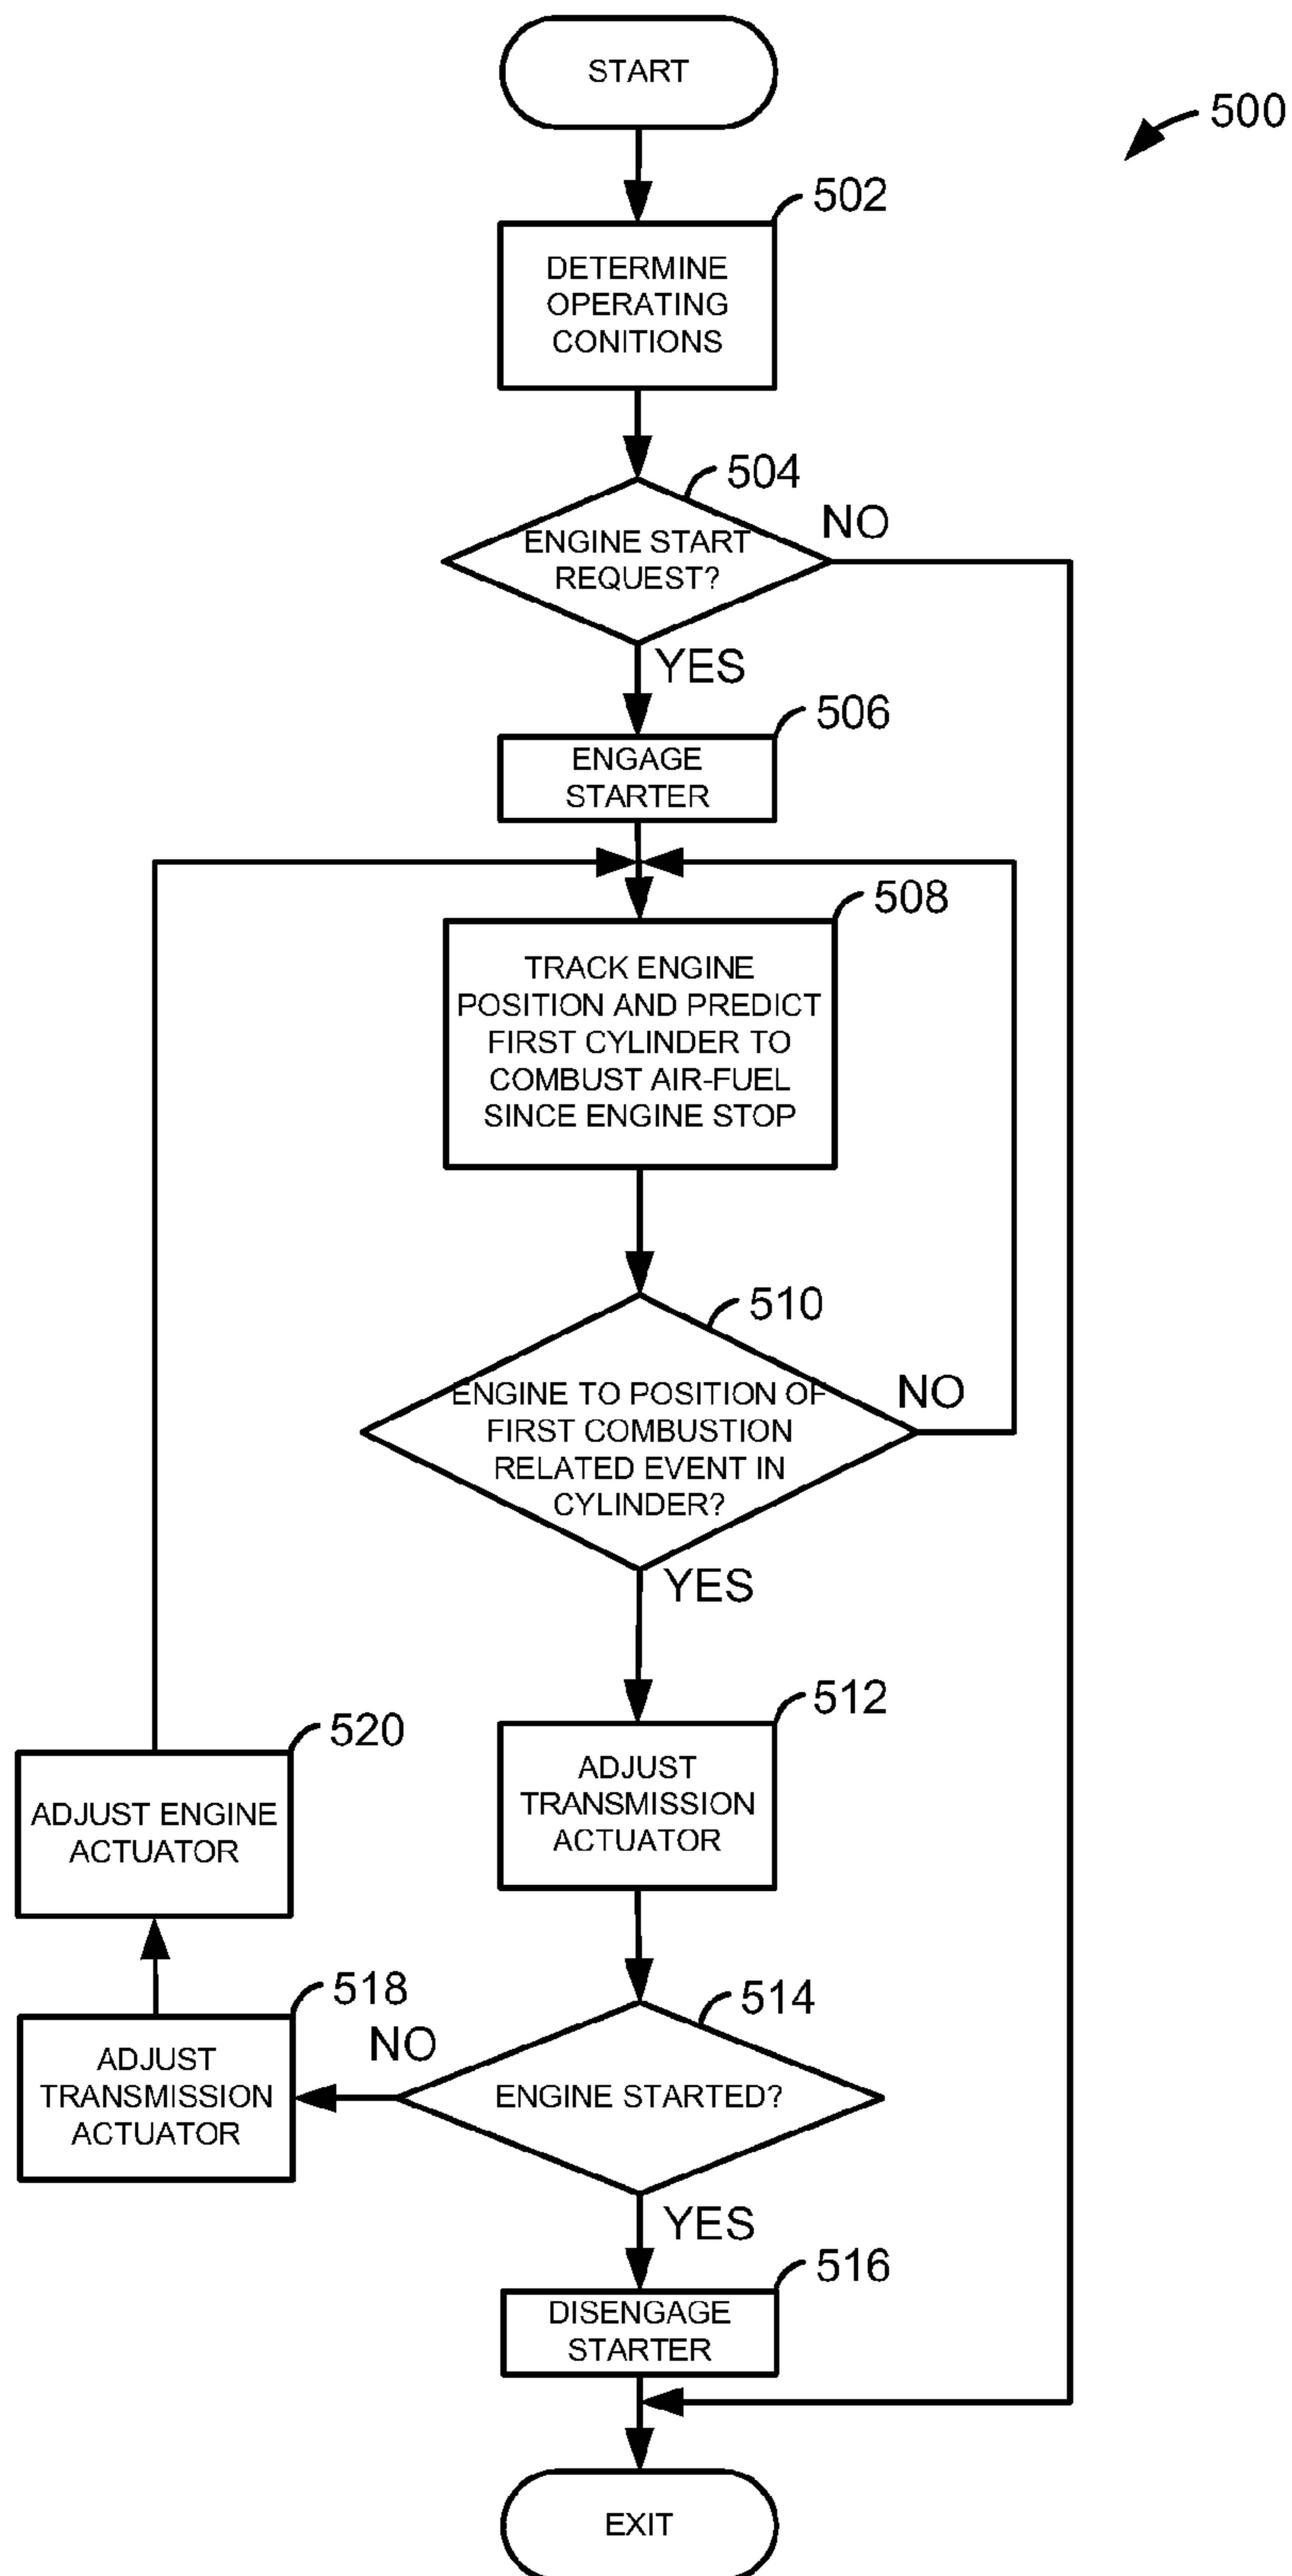 START
500
502
DETERMINE
OPERATING
CONITIONS
504
NO
ENGINE START
REQUEST?
YES
506
ENGAGE
STARTER
508
TRACK ENGINE
POSITION AND PREDICT
FIRST CYLINDER TO
COMBUST AIR-FUEL
SINCE ENGINE STOP
510
NO
ENGINE TO POSITION OF
FIRST COMBUSTION
RELATED EVENT IN
CYLINDER?
YES
512
ADJUST
TRANSMISSION
ACTUATOR
520
ADJUST ENGINE
ACTUATOR
518
ADJUST
TRANSMISSION
ACTUATOR
NO
514
ENGINE STARTED?
YES
516
DISENGAGE
STARTER
EXIT